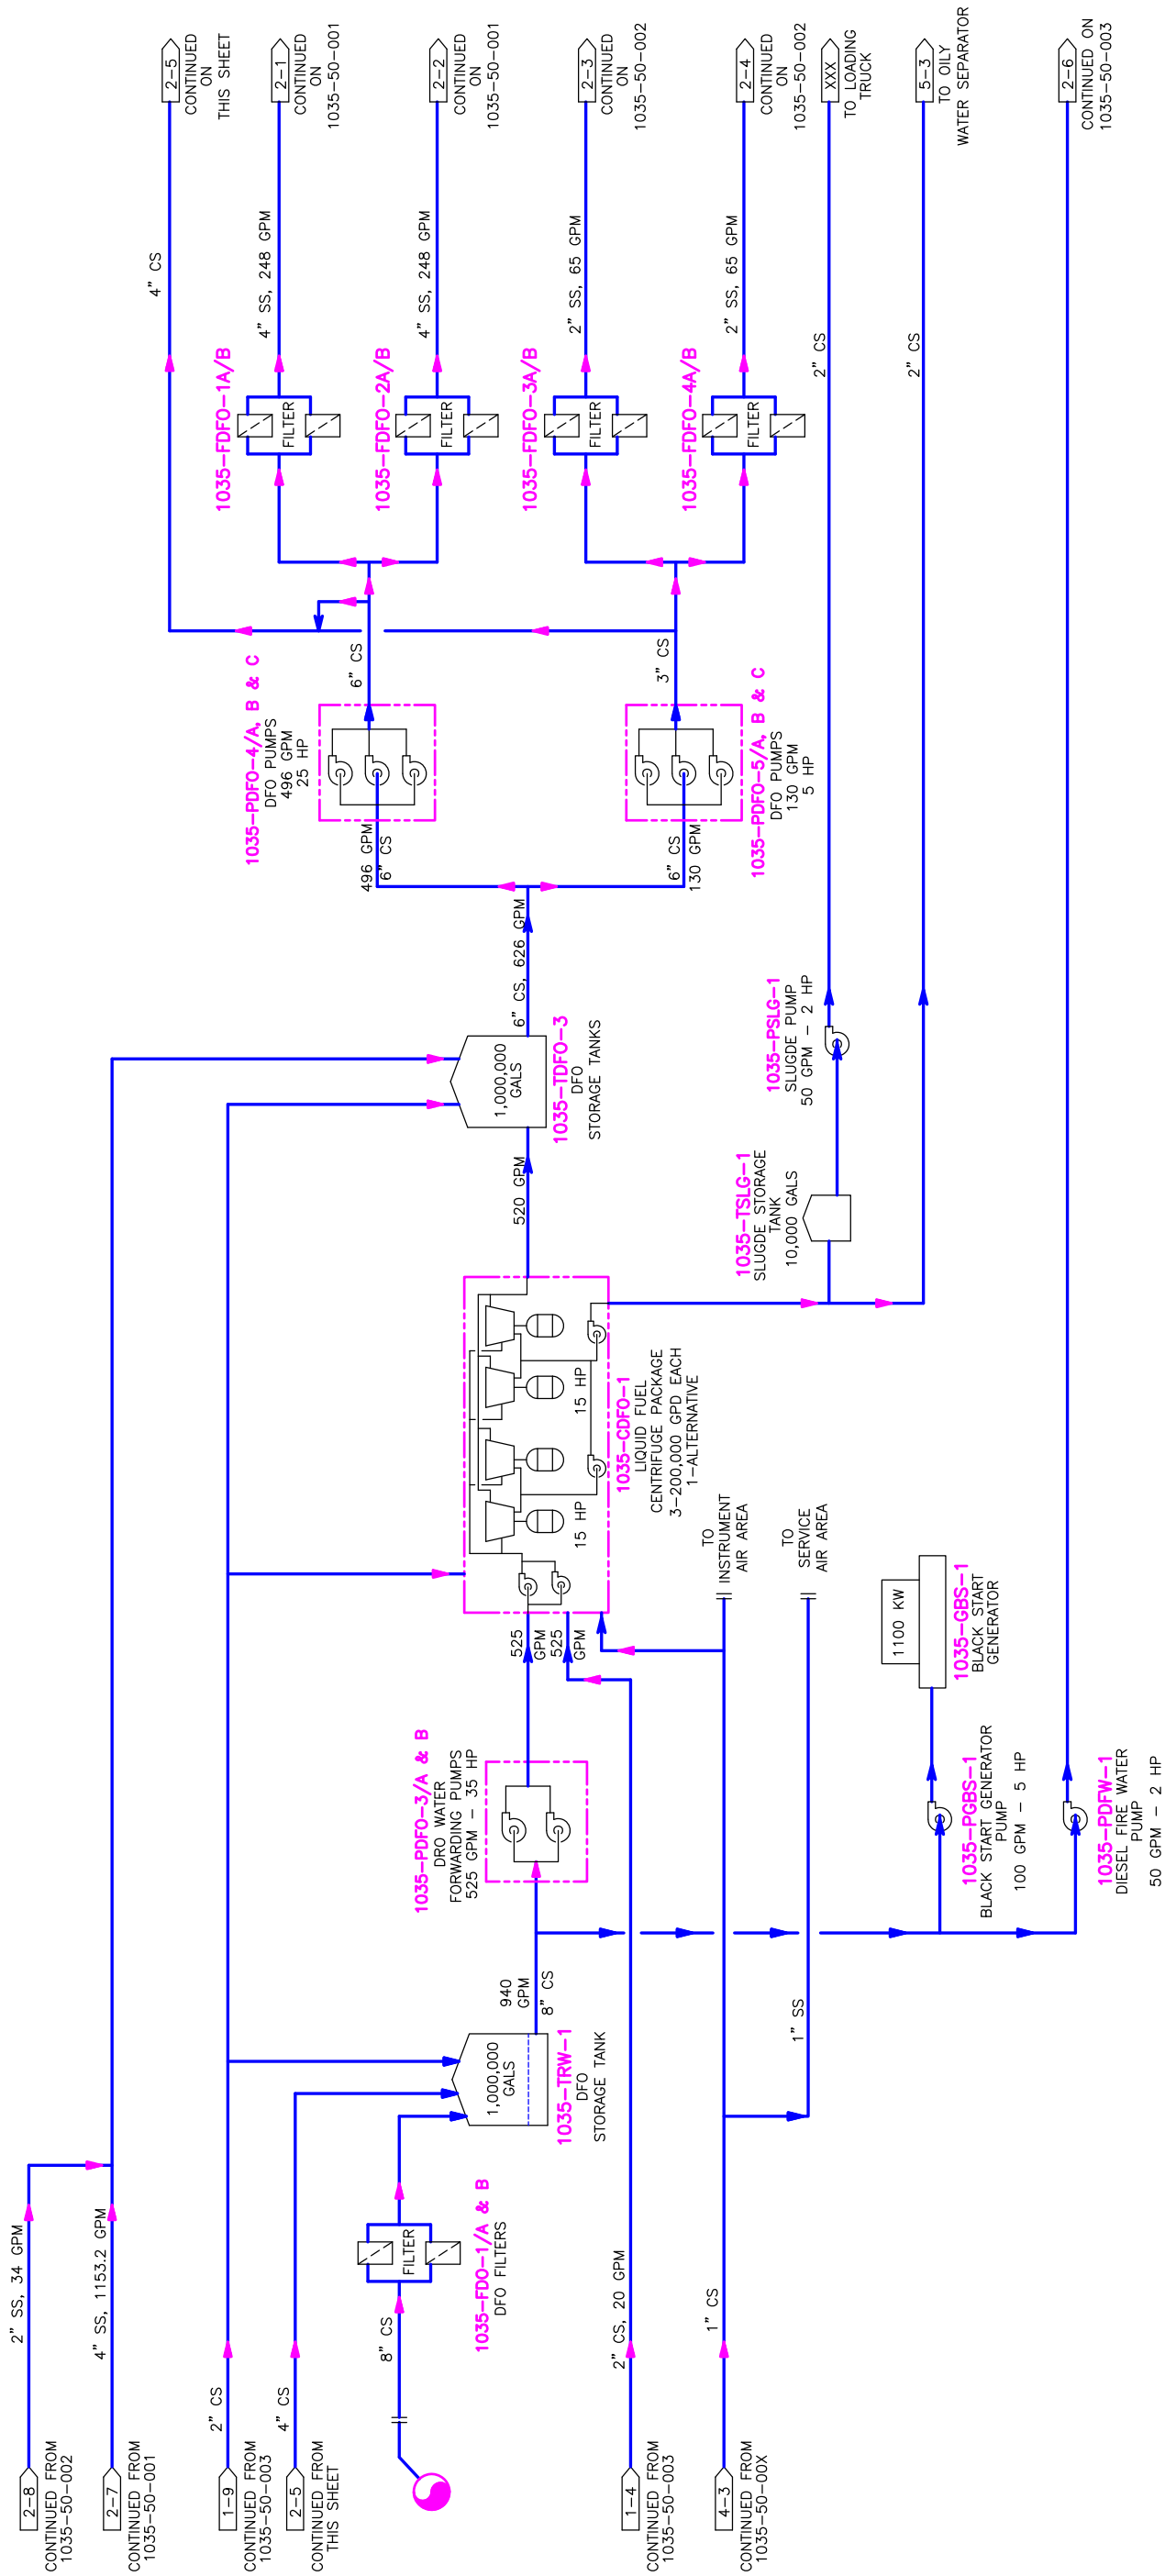 2-8
CONTINUED FROM
1035-50-002
2" SS, 34 GPM
2-7
CONTINUED FROM
1035-50-001
4" SS, 1153.2 GPM
1-9
CONTINUED FROM
1035-50-003
2" CS
2-5
CONTINUED FROM
THIS SHEET
4" CS
8" CS
FILTER
1035-FDO-1/A & B
DFO FILTERS
1,000,000
GALS
1035-TRW-1
DFO
STORAGE TANK
940
GPM
8" CS
1035-PDFO-3/A & B
DRO WATER
FORWARDING PUMPS
525 GPM - 35 HP
525
GPM
525
GPM
15 HP
15 HP
1035-CDFO-1
LIQUID FUEL
CENTRIFUGE PACKAGE
3-200,000 GPD EACH
1-ALTERNATIVE
520 GPM
1,000,000
GALS
1035-TDFO-3
DFO
STORAGE TANKS
6" CS, 626 GPM
496 GPM
6" CS
6" CS
130 GPM
1035-PDFO-4/A, B & C
DFO PUMPS
496 GPM
25 HP
6" CS
1035-PDFO-5/A, B & C
DFO PUMPS
130 GPM
5 HP
3" CS
4" CS
2-5
CONTINUED
ON
THIS SHEET
1035-FDFO-1A/B
FILTER
4" SS, 248 GPM
2-1
CONTINUED
ON
1035-50-001
1035-FDFO-2A/B
FILTER
4" SS, 248 GPM
2-2
CONTINUED
ON
1035-50-001
1035-FDFO-3A/B
FILTER
2" SS, 65 GPM
2-3
CONTINUED
ON
1035-50-002
1035-FDFO-4A/B
FILTER
2" SS, 65 GPM
2-4
CONTINUED
ON
1035-50-002
1035-TSLG-1
SLUGDE STORAGE
TANK
10,000 GALS
1035-PSLG-1
SLUGDE PUMP
50 GPM - 2 HP
2" CS
XXX
TO LOADING
TRUCK
2" CS
5-3
TO OILY
WATER SEPARATOR
1-4
CONTINUED FROM
1035-50-003
2" CS, 20 GPM
4-3
CONTINUED FROM
1035-50-00X
1" CS
TO
INSTRUMENT
AIR AREA
1" SS
TO
SERVICE
AIR AREA
1035-PGBS-1
BLACK START GENERATOR
PUMP
100 GPM - 5 HP
1100 KW
1035-GBS-1
BLACK START
GENERATOR
1035-PDFW-1
DIESEL FIRE WATER
PUMP
50 GPM - 2 HP
2-6
CONTINUED ON
1035-50-003